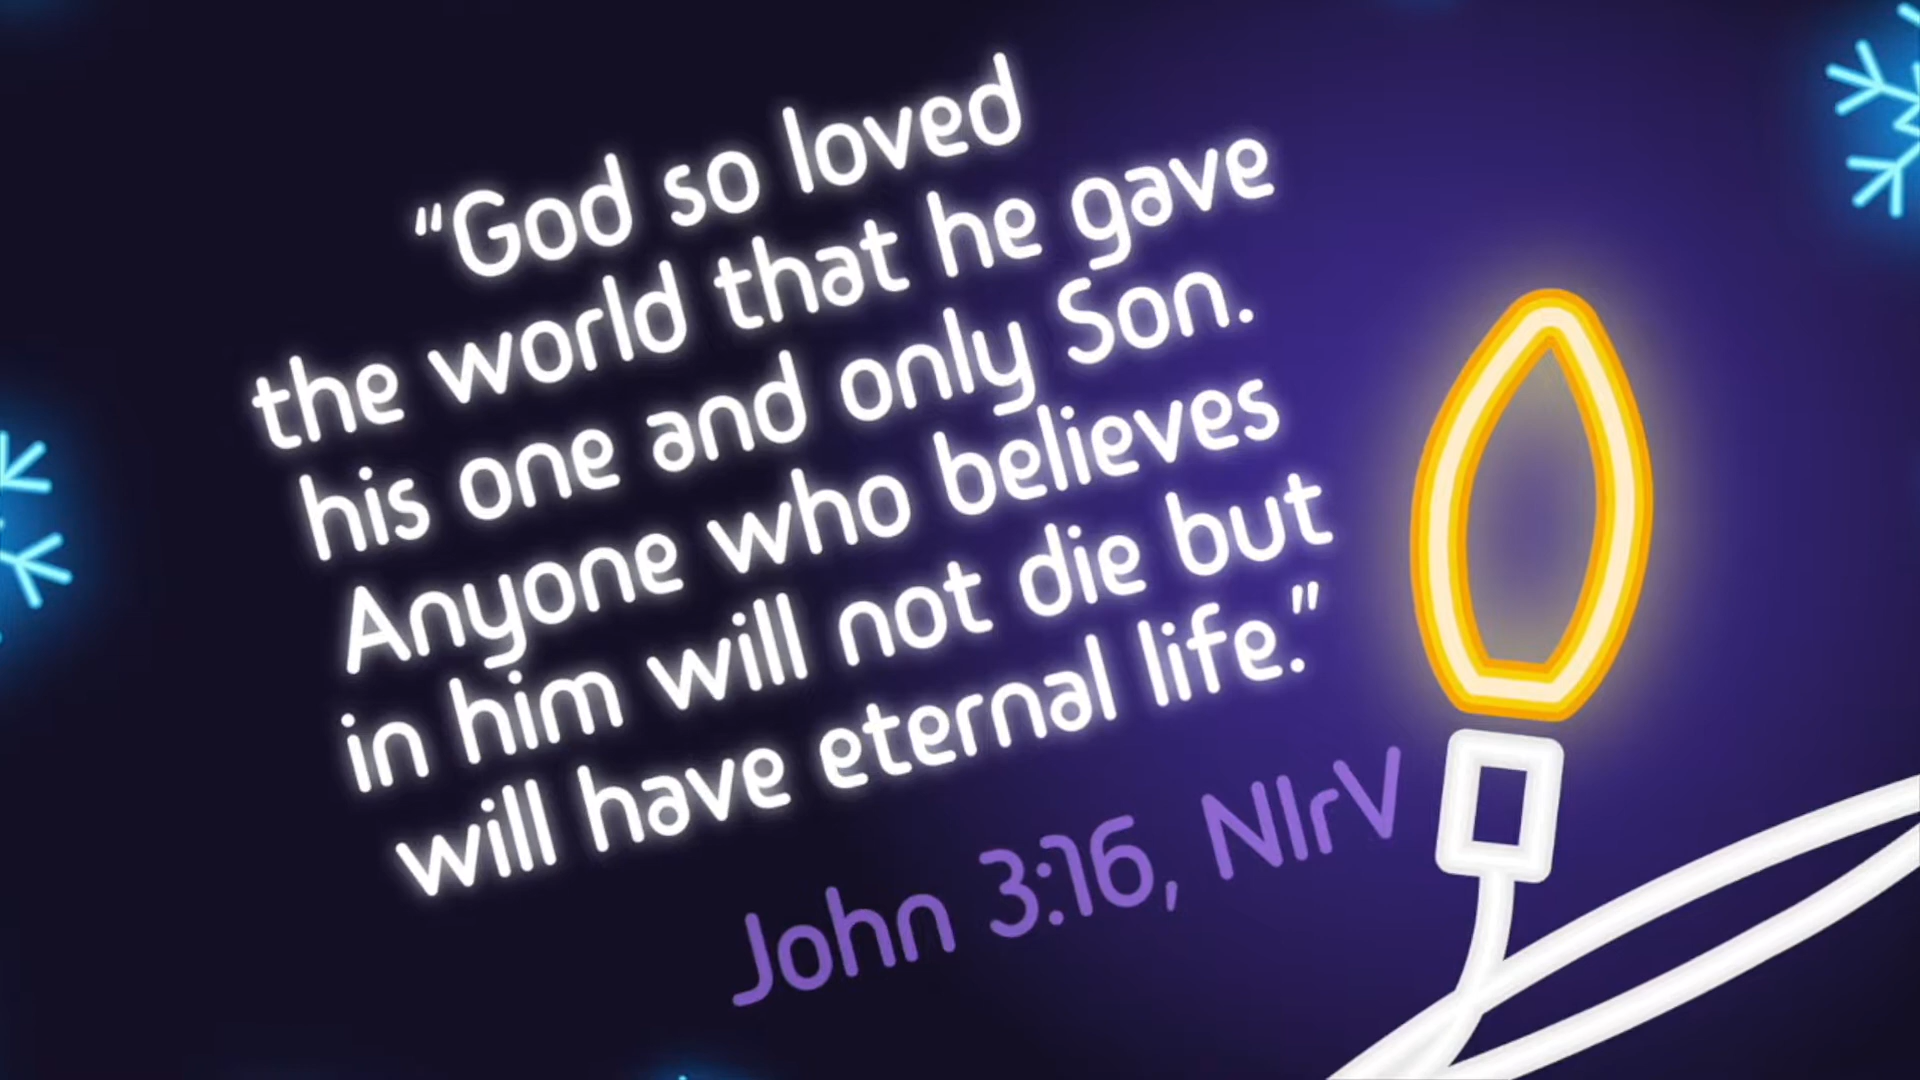 “God so loved
the world that he gave
his one and only Son.
Anyone who believes
in him will not die but
will have eternal life.”
John 3:16, NIrV